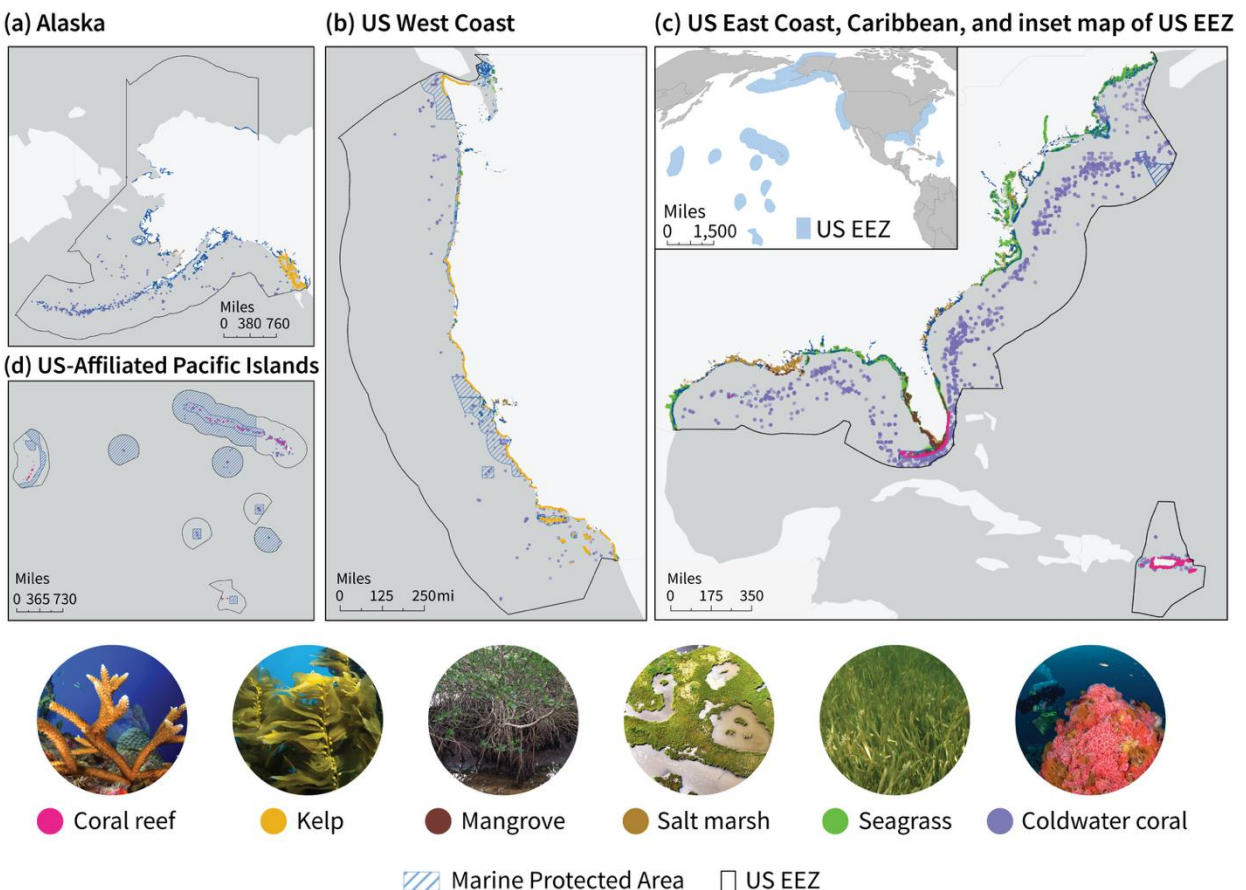 (a) Alaska
(b) US West Coast
(c) US East Coast, Caribbean, and inset map of US EEZ
Miles
0 1,500
US EEZ
Miles
0 380 760
(d) US-Affiliated Pacific Islands
Miles
0 365 730
Miles
0 125 250mi
Miles
0 175 350
Coral reef
Kelp
Mangrove
Salt marsh
Seagrass
Coldwater coral
Marine Protected Area
US EEZ